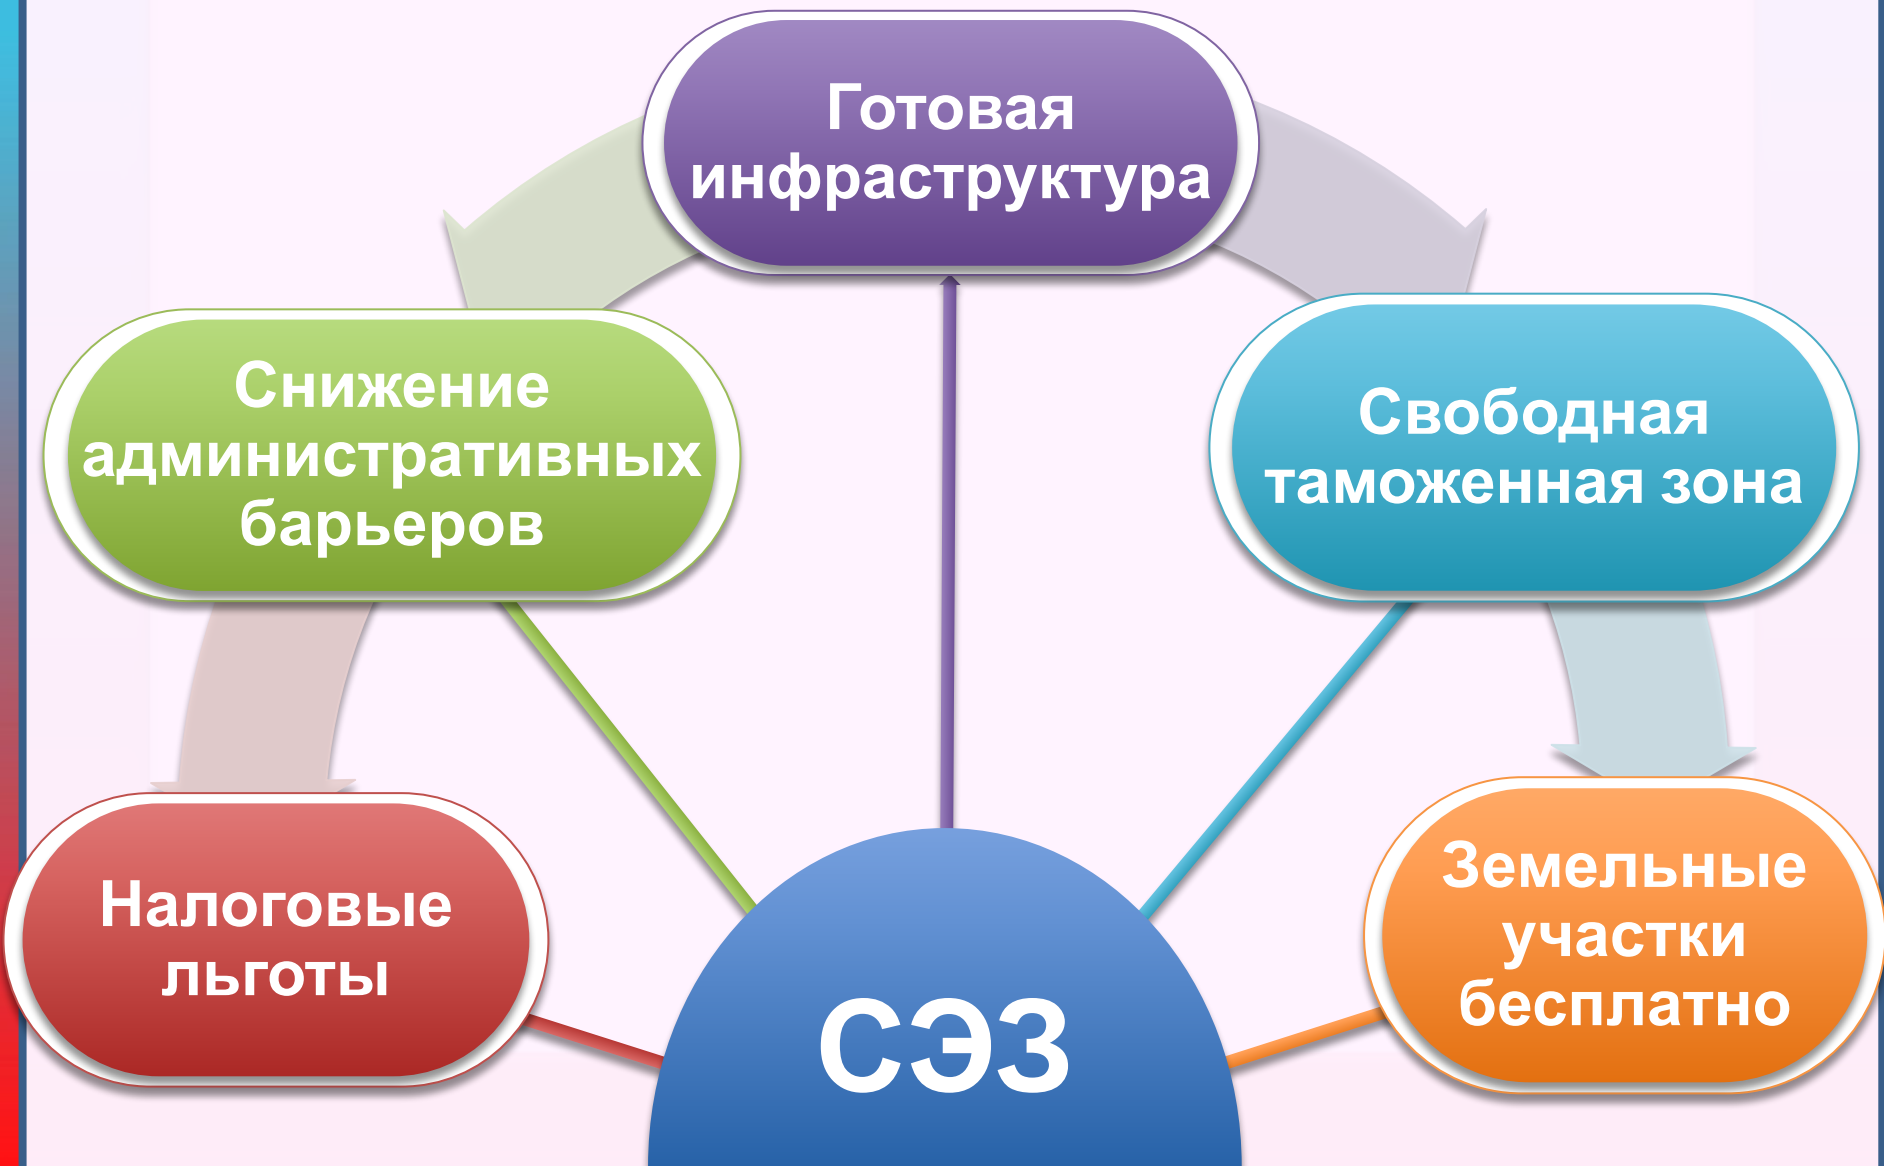 Готовая
инфраструктура
Снижение
административных
барьеров
Свободная
таможенная зона
Налоговые
льготы
Земельные
участки
бесплатно
СЭЗ